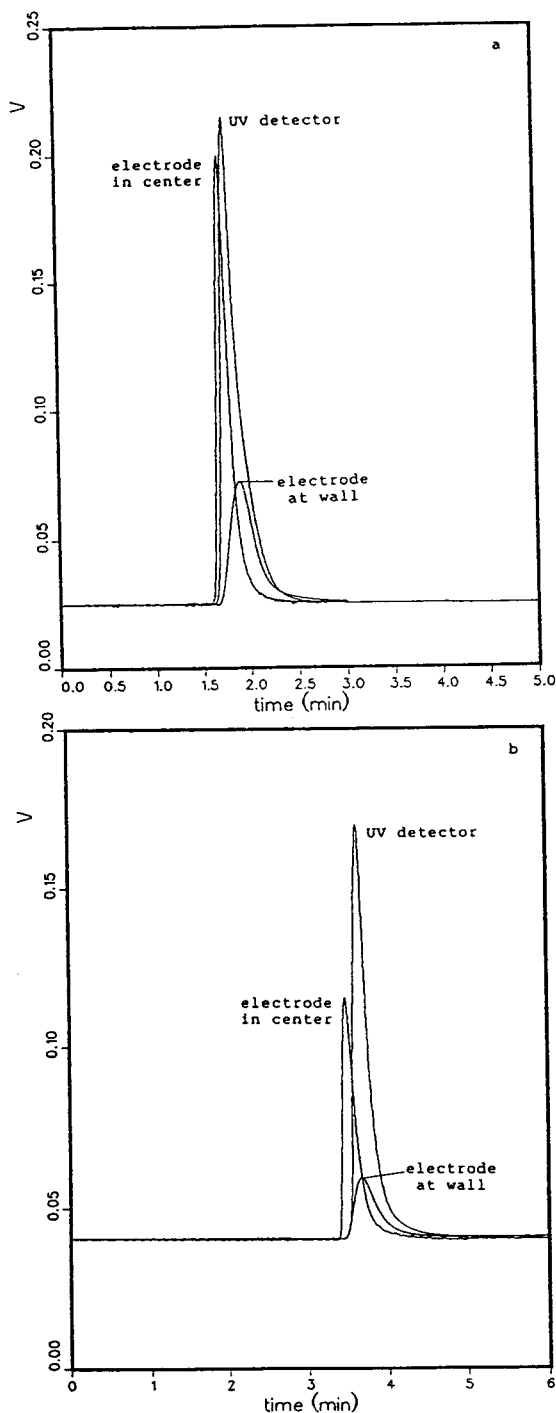 a
0.25
V
UV detector
electrode
in center
0.20
0.15
0.10
electrode
at wall
0.05
0.00
0.0 0.5 1.0 1.5 2.0 2.5 3.0 3.5 4.0 4.5 5.0
time (min)
b
0.20
V
UV detector
0.15
electrode
in center
0.10
electrode
at wall
0.05
0.00
0 1 2 3 4 5 6
time (min)